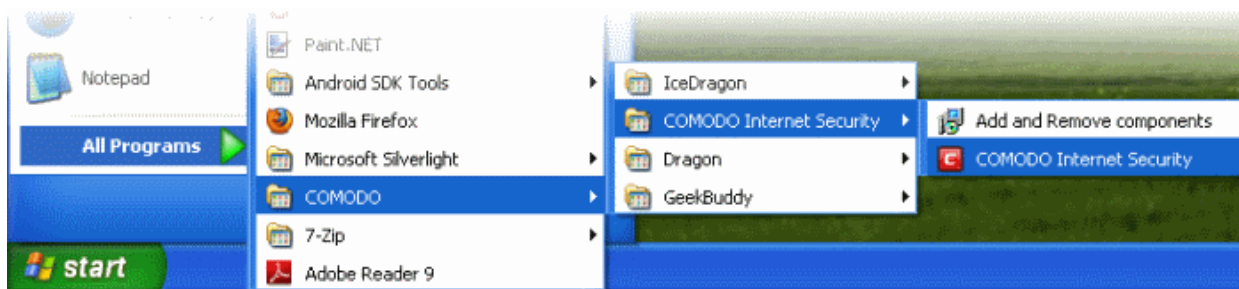 Paint.NET
Notepad
Android SDK Tools
IceDragon
Mozilla Firefox
COMODO Internet Security
Add and Remove components
All Programs
Microsoft Silverlight
Dragon
COMODO Internet Security
COMODO
GeekBuddy
7-Zip
start
Adobe Reader 9